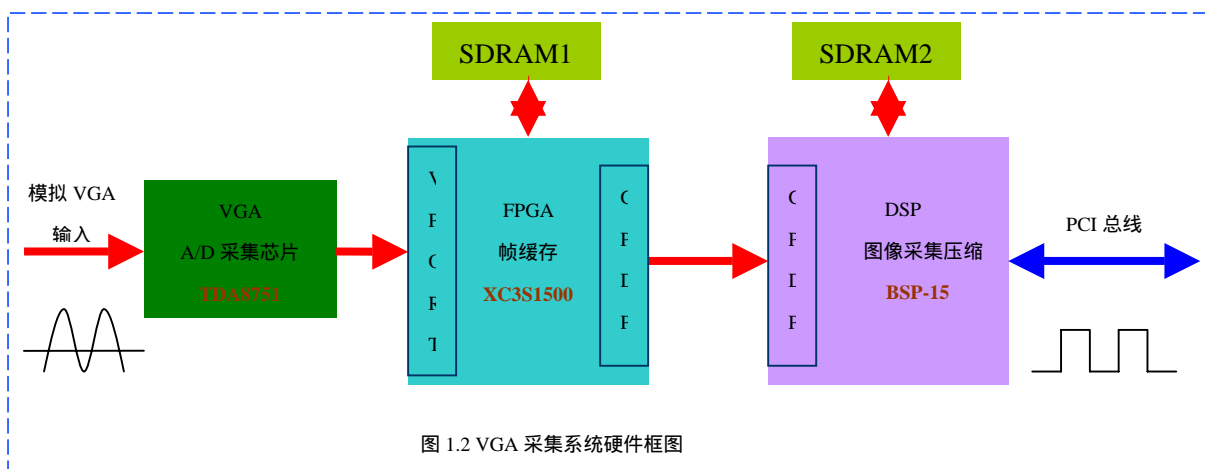 SDRAM1
SDRAM2
模拟 VGA
输入
VGA
A/D 采集芯片
TDA8751
FPGA
帧缓存
XC3S1500
DSP
图像采集压缩
BSP-15
PCI 总线
图 1.2 VGA 采集系统硬件框图